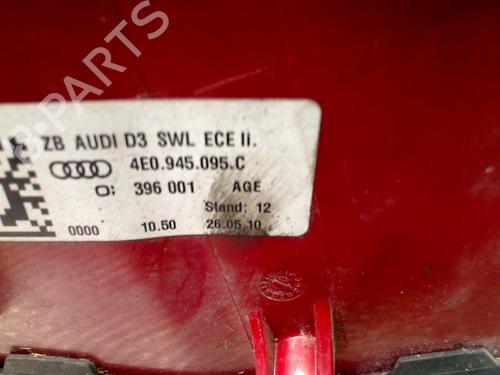 ZB AUDI D3 SWL ECE li.
4E0.945.095.C
O: 396 001 AGE
Stand: 12
0000 10.50 26.05.10
B-PARTS